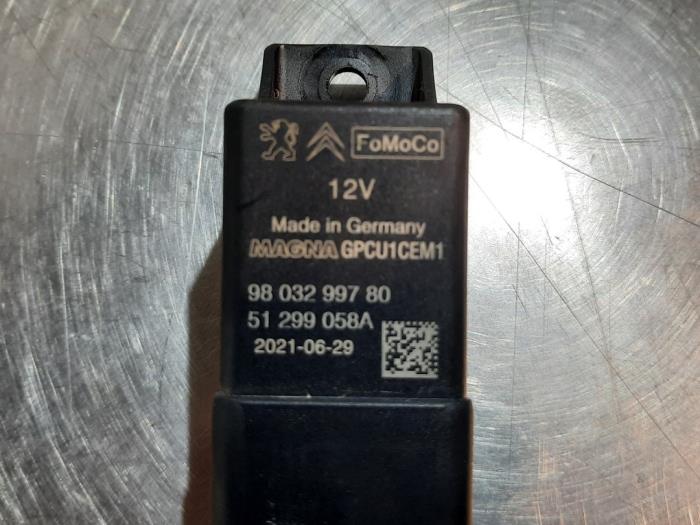 FoMoCo
12V
Made in Germany
MAGNA GPCU1CEM1
98 032 997 80
51 299 058A
2021-06-29